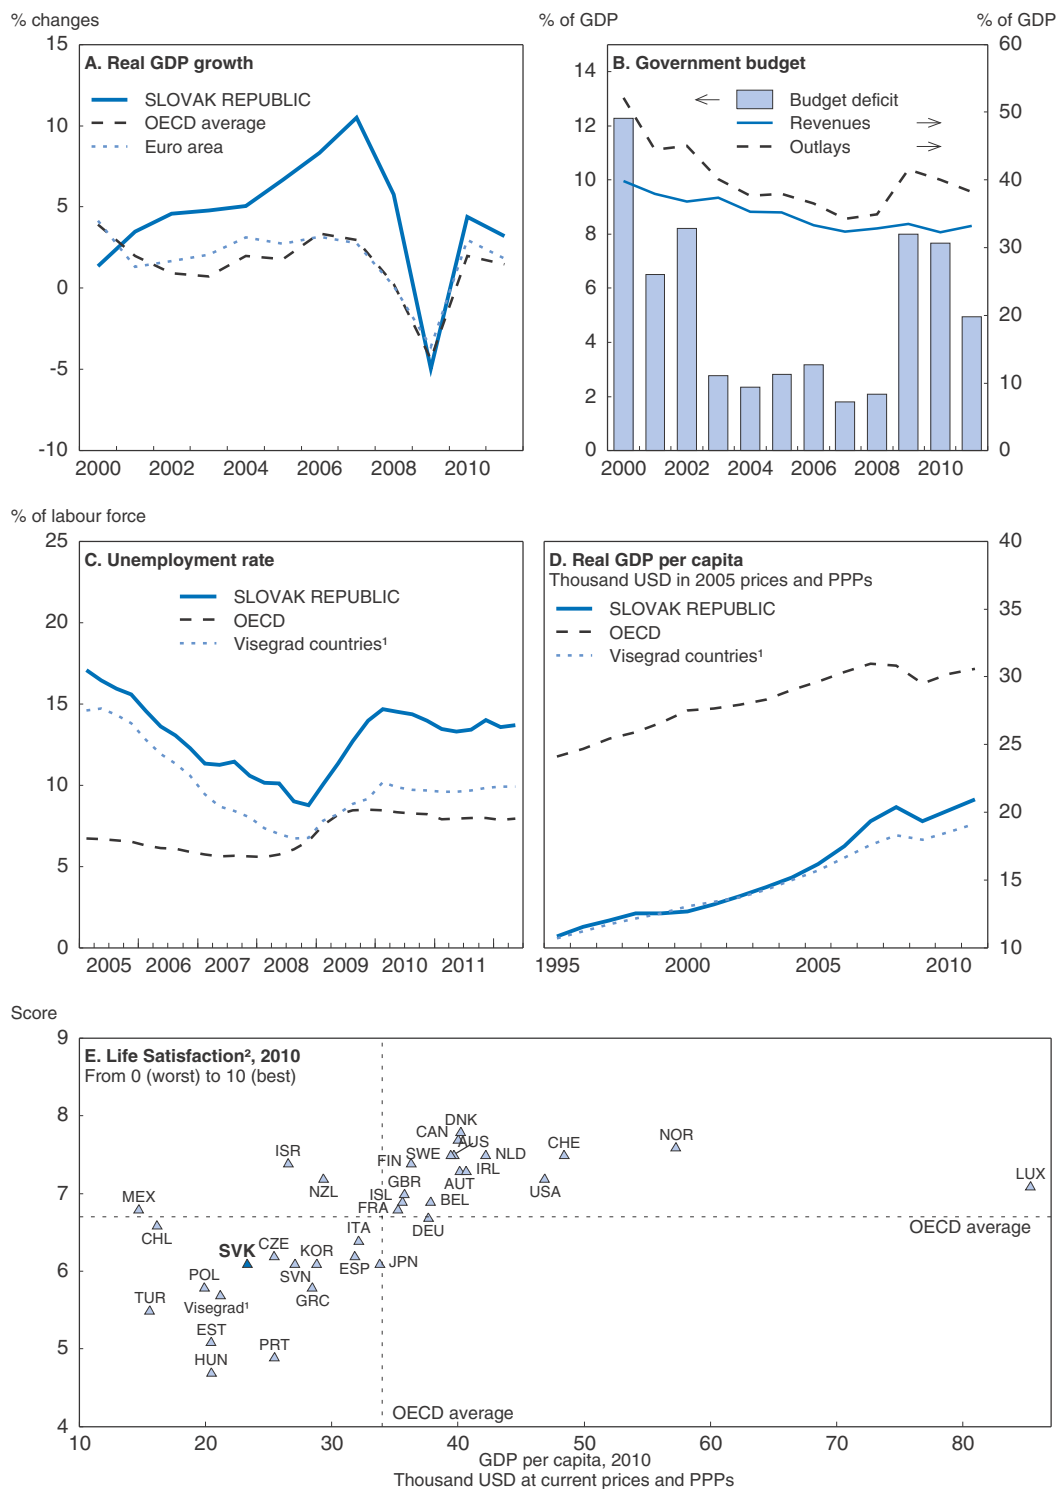 % changes
15
10
5
0
-5
-10
A. Real GDP growth
SLOVAK REPUBLIC
OECD average
Euro area
2000 2002 2004 2006 2008 2010
% of GDP % of GDP
14
12
10
8
6
4
2
0
B. Government budget
Budget deficit
Revenues
Outlays
60
50
40
30
20
10
0
2000 2002 2004 2006 2008 2010
% of labour force
25
20
15
10
5
0
C. Unemployment rate
SLOVAK REPUBLIC
OECD
Visegrad countries¹
2005 2006 2007 2008 2009 2010 2011
D. Real GDP per capita
Thousand USD in 2005 prices and PPPs
SLOVAK REPUBLIC
OECD
Visegrad countries¹
40
35
30
25
20
15
10
1995 2000 2005 2010
Score
9
8
7
6
5
4
E. Life Satisfaction², 2010
From 0 (worst) to 10 (best)
DNK
CAN
AUS
NOR
CHE
ISR
FIN
SWE
NLD
IRL
LUX
NZL
GBR
AUT
USA
MEX
ISL
BEL
FRA
OECD average
CHL
ITA
DEU
SVK
CZE
KOR
POL
SVN
ESP
JPN
TUR
Visegrad¹
GRC
EST
PRT
HUN
OECD average
10 20 30 40 50 60 70 80
GDP per capita, 2010
Thousand USD at current prices and PPPs